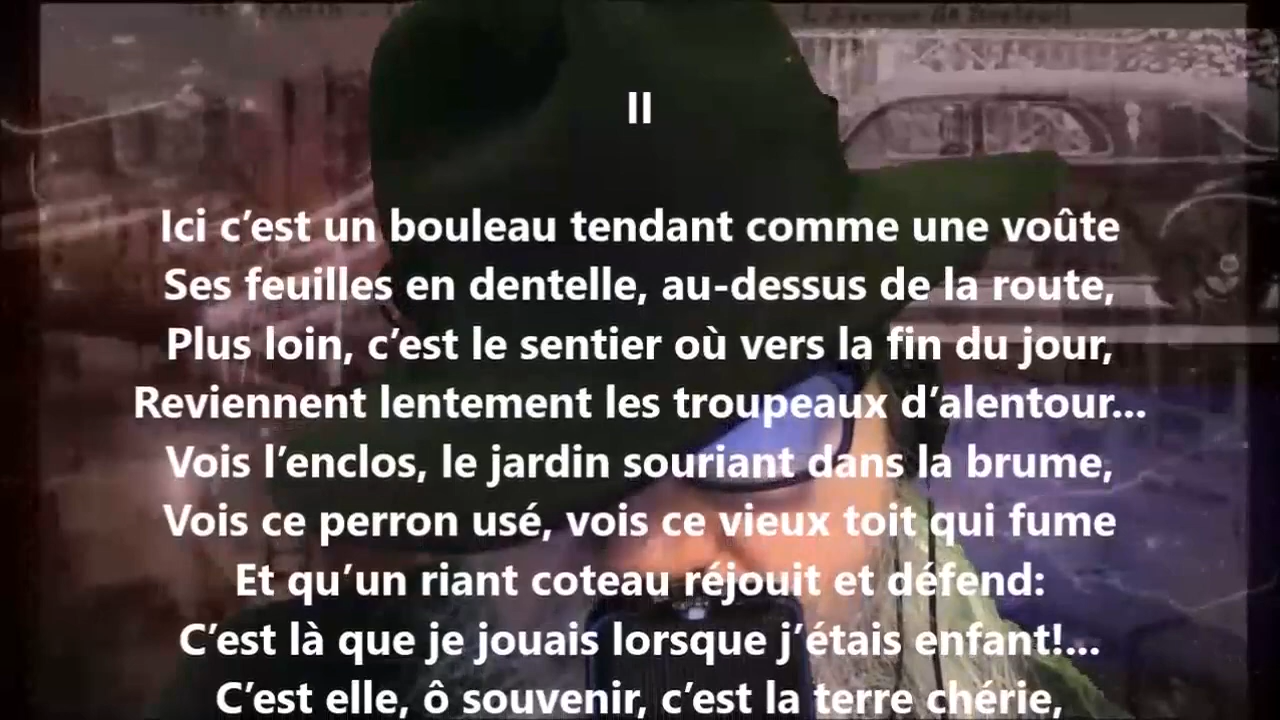 II
Ici c’est un bouleau tendant comme une voûte
Ses feuilles en dentelle, au-dessus de la route,
Plus loin, c’est le sentier où vers la fin du jour,
Reviennent lentement les troupeaux d’alentour...
Vois l’enclos, le jardin souriant dans la brume,
Vois ce perron usé, vois ce vieux toit qui fume
Et qu’un riant coteau réjouit et défend:
C’est là que je jouais lorsque j’étais enfant!...
C’est elle, ô souvenir, c’est la terre chérie,